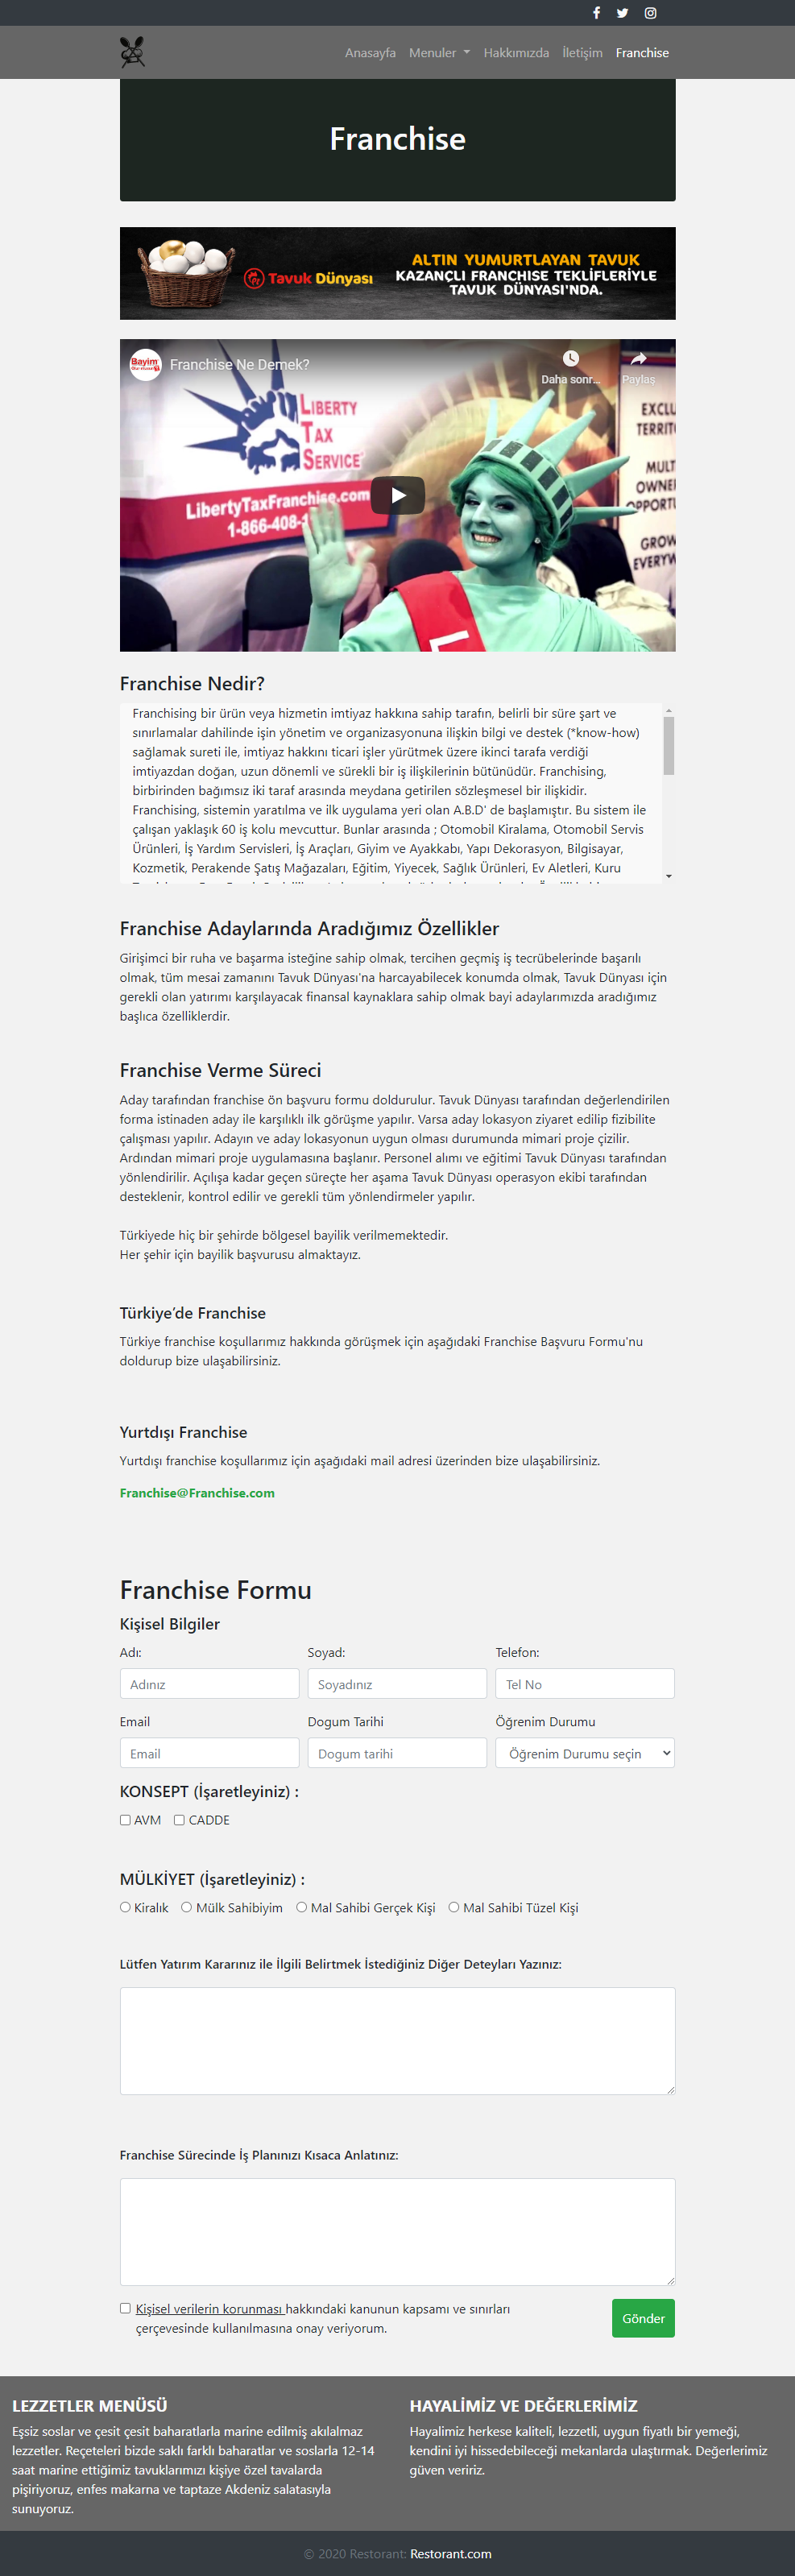 Anasayfa Menuler Hakkımızda İletişim Franchise
Franchise
Tavuk Dünyası
ALTIN YUMURTLAYAN TAVUK
KAZANÇLI FRANCHISE TEKLİFLERİYLE
TAVUK DÜNYASI'NDA.
Bayim
Franchise Ne Demek?
Daha sonr...
Paylaş
LIBERTY
TAX
SERVICE
LibertyTaxFranchise.com
1-866-408-1
EXCLU
TERRIT
MULT
OWNER
OPPORTU
GROW
EVERYW
Franchise Nedir?
Franchising bir ürün veya hizmetin imtiyaz hakkına sahip tarafın, belirli bir süre şart ve
sınırlamalar dahilinde işin yönetim ve organizasyonuna ilişkin bilgi ve destek (*know-how)
sağlamak sureti ile, imtiyaz hakkını ticari işler yürütmek üzere ikinci tarafa verdiği
imtiyazdan doğan, uzun dönemli ve sürekli bir iş ilişkilerinin bütünüdür. Franchising,
birbirinden bağımsız iki taraf arasında meydana getirilen sözleşmesel bir ilişkidir.
Franchising, sistemin yaratılma ve ilk uygulama yeri olan A.B.D' de başlamıştır. Bu sistem ile
çalışan yaklaşık 60 iş kolu mevcuttur. Bunlar arasında ; Otomobil Kiralama, Otomobil Servis
Ürünleri, İş Yardım Servisleri, İş Araçları, Giyim ve Ayakkabı, Yapı Dekorasyon, Bilgisayar,
Kozmetik, Perakende Satış Mağazaları, Eğitim, Yiyecek, Sağlık Ürünleri, Ev Aletleri, Kuru
Franchise Adaylarında Aradığımız Özellikler
Girişimci bir ruha ve başarma isteğine sahip olmak, tercihen geçmiş iş tecrübelerinde başarılı
olmak, tüm mesai zamanını Tavuk Dünyası'na harcayabilecek konumda olmak, Tavuk Dünyası için
gerekli olan yatırımı karşılayacak finansal kaynaklara sahip olmak bayi adaylarımızda aradığımız
başlıca özelliklerdir.
Franchise Verme Süreci
Aday tarafından franchise ön başvuru formu doldurulur. Tavuk Dünyası tarafından değerlendirilen
forma istinaden aday ile karşılıklı ilk görüşme yapılır. Varsa aday lokasyon ziyaret edilip fizibilite
çalışması yapılır. Adayın ve aday lokasyonun uygun olması durumunda mimari proje çizilir.
Ardından mimari proje uygulamasına başlanır. Personel alımı ve eğitimi Tavuk Dünyası tarafından
yönlendirilir. Açılışa kadar geçen süreçte her aşama Tavuk Dünyası operasyon ekibi tarafından
desteklenir, kontrol edilir ve gerekli tüm yönlendirmeler yapılır.
Türkiyede hiç bir şehirde bölgesel bayilik verilmemektedir.
Her şehir için bayilik başvurusu almaktayız.
Türkiye’de Franchise
Türkiye franchise koşullarımız hakkında görüşmek için aşağıdaki Franchise Başvuru Formu'nu
doldurup bize ulaşabilirsiniz.
Yurtdışı Franchise
Yurtdışı franchise koşullarımız için aşağıdaki mail adresi üzerinden bize ulaşabilirsiniz.
Franchise@Franchise.com
Franchise Formu
Kişisel Bilgiler
Adı: Soyad: Telefon:
Adınız Soyadınız Tel No
Email Dogum Tarihi Öğrenim Durumu
Email Dogum tarihi Öğrenim Durumu seçin
KONSEPT (İşaretleyiniz) :
AVM CADDE
MÜLKİYET (İşaretleyiniz) :
Kiralık Mülk Sahibiyim Mal Sahibi Gerçek Kişi Mal Sahibi Tüzel Kişi
Lütfen Yatırım Kararınız ile İlgili Belirtmek İstediğiniz Diğer Deteyları Yazınız:
Franchise Sürecinde İş Planınızı Kısaca Anlatınız:
Kişisel verilerin korunması hakkındaki kanunun kapsamı ve sınırları
çerçevesinde kullanılmasına onay veriyorum.
Gönder
LEZZETLER MENÜSÜ
Eşsiz soslar ve çesit çesit baharatlarla marine edilmiş akılalmaz
lezzetler. Reçeteleri bizde saklı farklı baharatlar ve soslarla 12-14
saat marine ettiğimiz tavuklarımızı kişiye özel tavalarda
pişiriyoruz, enfes makarna ve taptaze Akdeniz salatasıyla
sunuyoruz.
HAYALİMİZ VE DEĞERLERİMİZ
Hayalimiz herkese kaliteli, lezzetli, uygun fiyatlı bir yemeği,
kendini iyi hissedebileceği mekanlarda ulaştırmak. Değerlerimiz
güven veririz.
© 2020 Restorant: Restorant.com